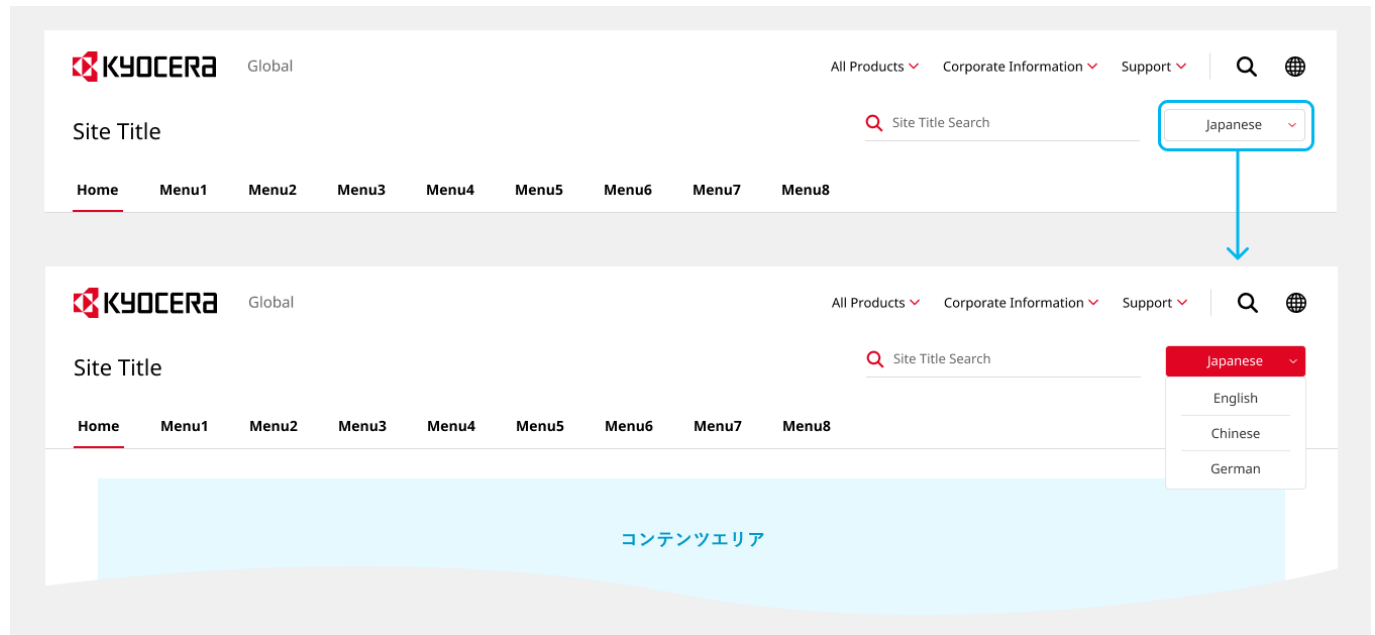 KYOCERA Global All Products Corporate Information Support
Site Title Site Title Search Japanese
Home Menu1 Menu2 Menu3 Menu4 Menu5 Menu6 Menu7 Menu8
KYOCERA Global All Products Corporate Information Support
Site Title Site Title Search Japanese
English
Home Menu1 Menu2 Menu3 Menu4 Menu5 Menu6 Menu7 Menu8
Chinese
German
コンテンツエリア